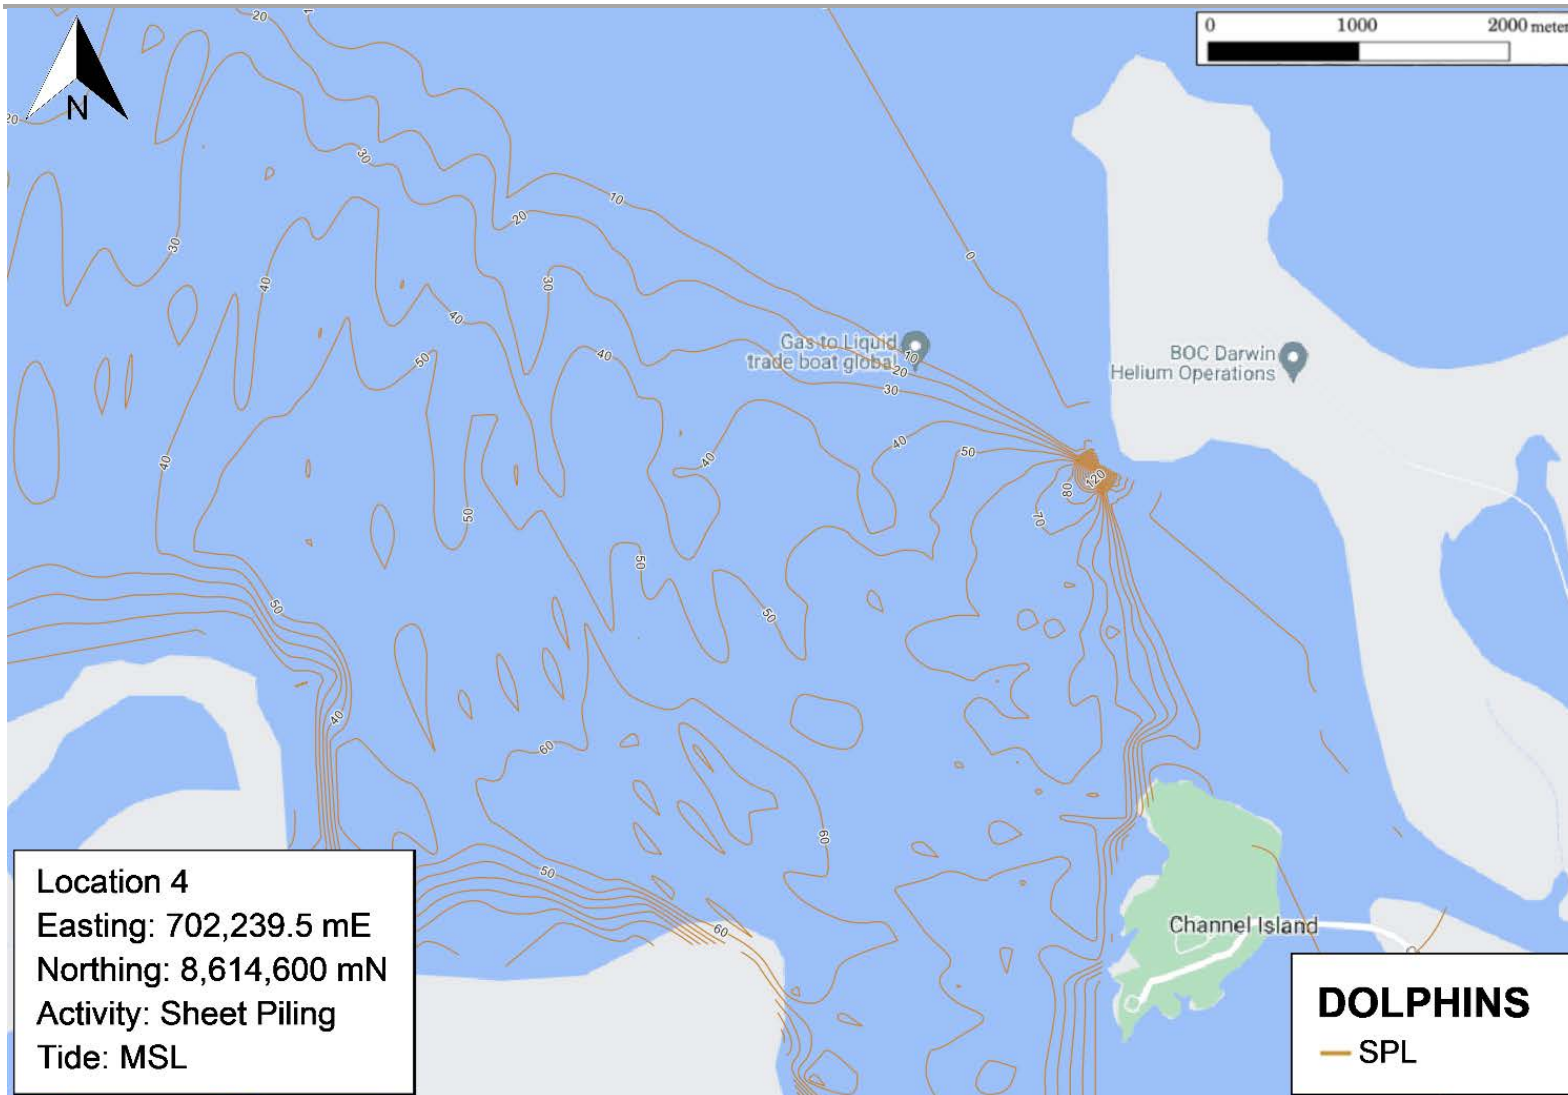 0 1000 2000 meter
N
20
20
30
30
10
20
40
30
0
40
50
40
Gas to Liquid
trade boat global
10
20
30
BOC Darwin
Helium Operations
40
40
40
50
120
80
70
50
50
50
50
40
60
60
50
60
Location 4
Easting: 702,239.5 mE
Northing: 8,614,600 mN
Activity: Sheet Piling
Tide: MSL
Channel Island
DOLPHINS
SPL